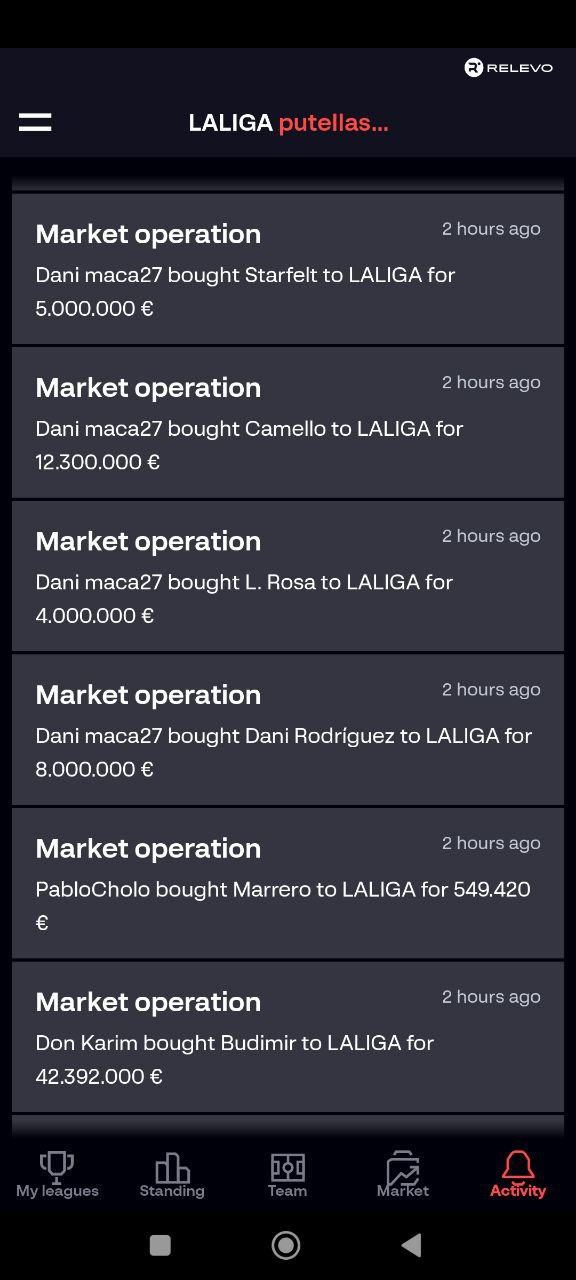 RELEVO
LALIGA putellas...
Market operation
2 hours ago
Dani maca27 bought Starfelt to LALIGA for
5.000.000 €
Market operation
2 hours ago
Dani maca27 bought Camello to LALIGA for
12.300.000 €
Market operation
2 hours ago
Dani maca27 bought L. Rosa to LALIGA for
4.000.000 €
Market operation
2 hours ago
Dani maca27 bought Dani Rodríguez to LALIGA for
8.000.000 €
Market operation
2 hours ago
PabloCholo bought Marrero to LALIGA for 549.420
€
Market operation
2 hours ago
Don Karim bought Budimir to LALIGA for
42.392.000 €
My leagues
Standing
Team
Market
Activity